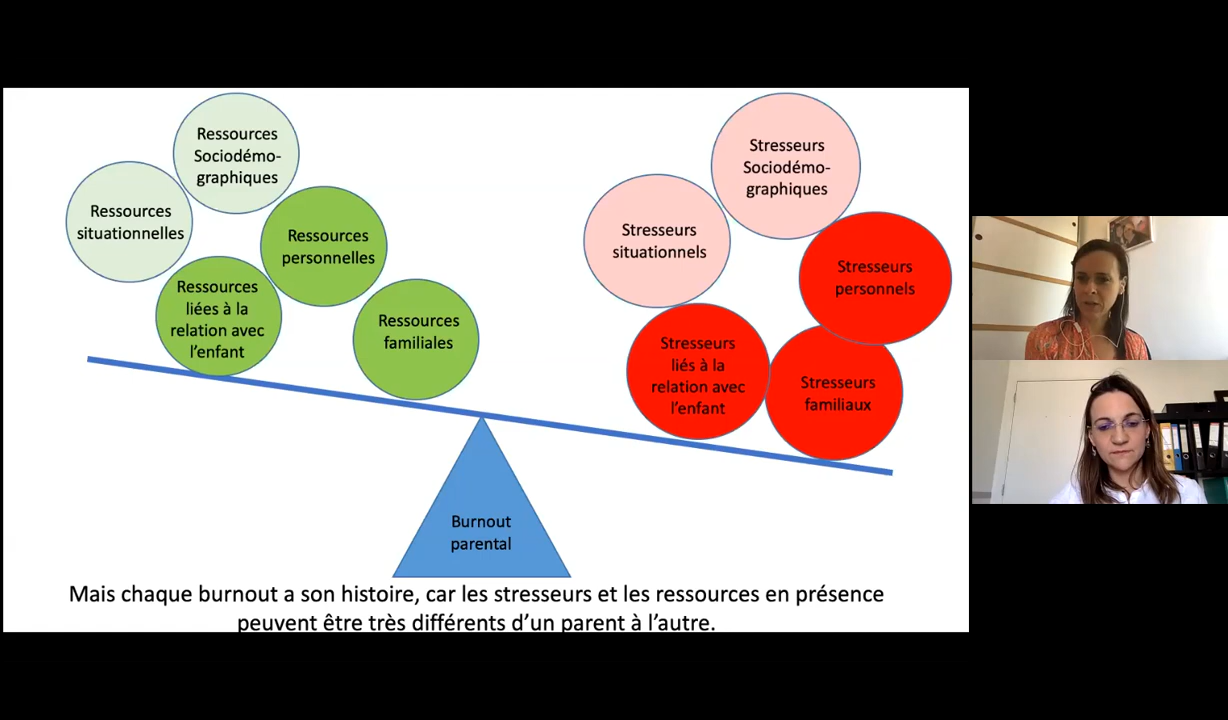 Ressources
Sociodémo-
graphiques
Ressources
situationnelles
Ressources
personnelles
Ressources
liées à la
relation avec
l'enfant
Ressources
familiales
Stresseurs
Sociodémo-
graphiques
Stresseurs
situationnels
Stresseurs
personnels
Stresseurs
liés à la
relation avec
l'enfant
Stresseurs
familiaux
Burnout
parental
Mais chaque burnout a son histoire, car les stresseurs et les ressources en présence
peuvent être très différents d'un parent à l'autre.